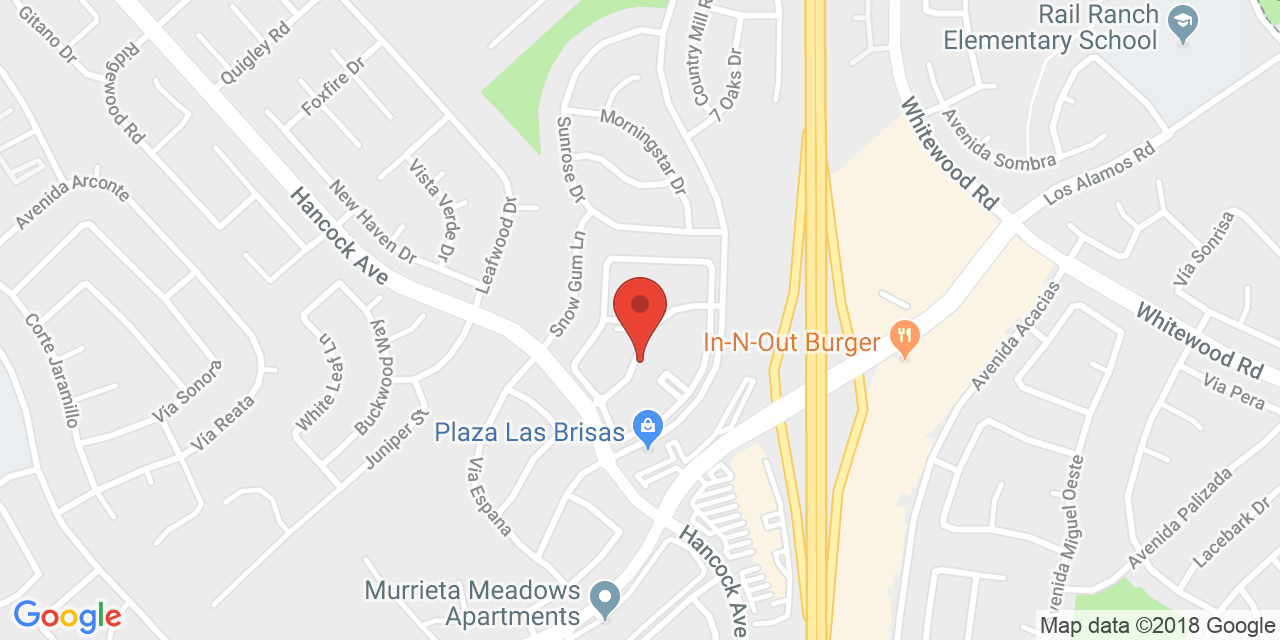 Gitano Dr
Ridgewood Rd
Quigley Rd
Foxfire Dr
Country Mill R
7 Oaks Dr
Rail Ranch
Elementary School
Morningstar Dr
Sunrose Dr
Whitewood Rd
Avenida Sombra
Los Alamos Rd
Avenida Arconte
Hancock Ave
New Haven Dr
Vista Verde Dr
Leafwood Dr
Snow Gum Ln
Vía Sonrisa
Avenida Acacias
Whitewood Rd
In-N-Out Burger
Corte Jaramillo
Vía Sonora
Vía Reata
White Leaf Ln
Buckwood Way
Juniper St
Via Pera
Plaza Las Brisas
Via Espana
Avenida Miguel Oeste
Avenida Palizada
Lacebark Dr
Hancock Ave
Murrieta Meadows
Apartments
Google
Map data ©2018 Google